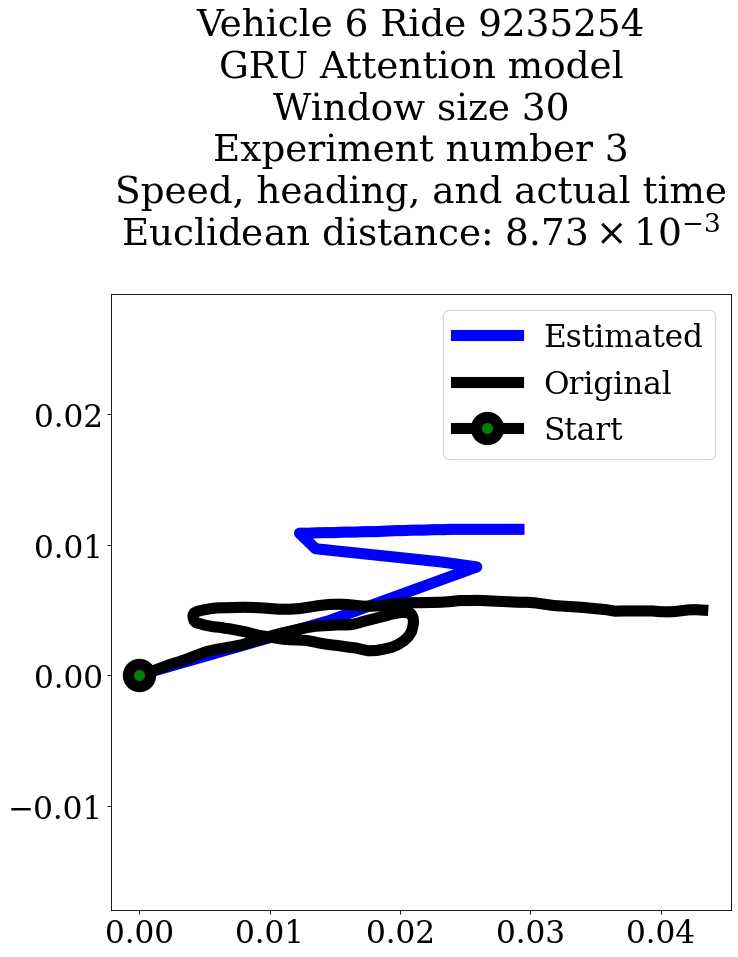 Vehicle 6 Ride 9235254
GRU Attention model
Window size 30
Experiment number 3
Speed, heading, and actual time
Euclidean distance: 8.73 × 10⁻³
Estimated
Original
Start
0.02
0.01
0.00
−0.01
0.00 0.01 0.02 0.03 0.04